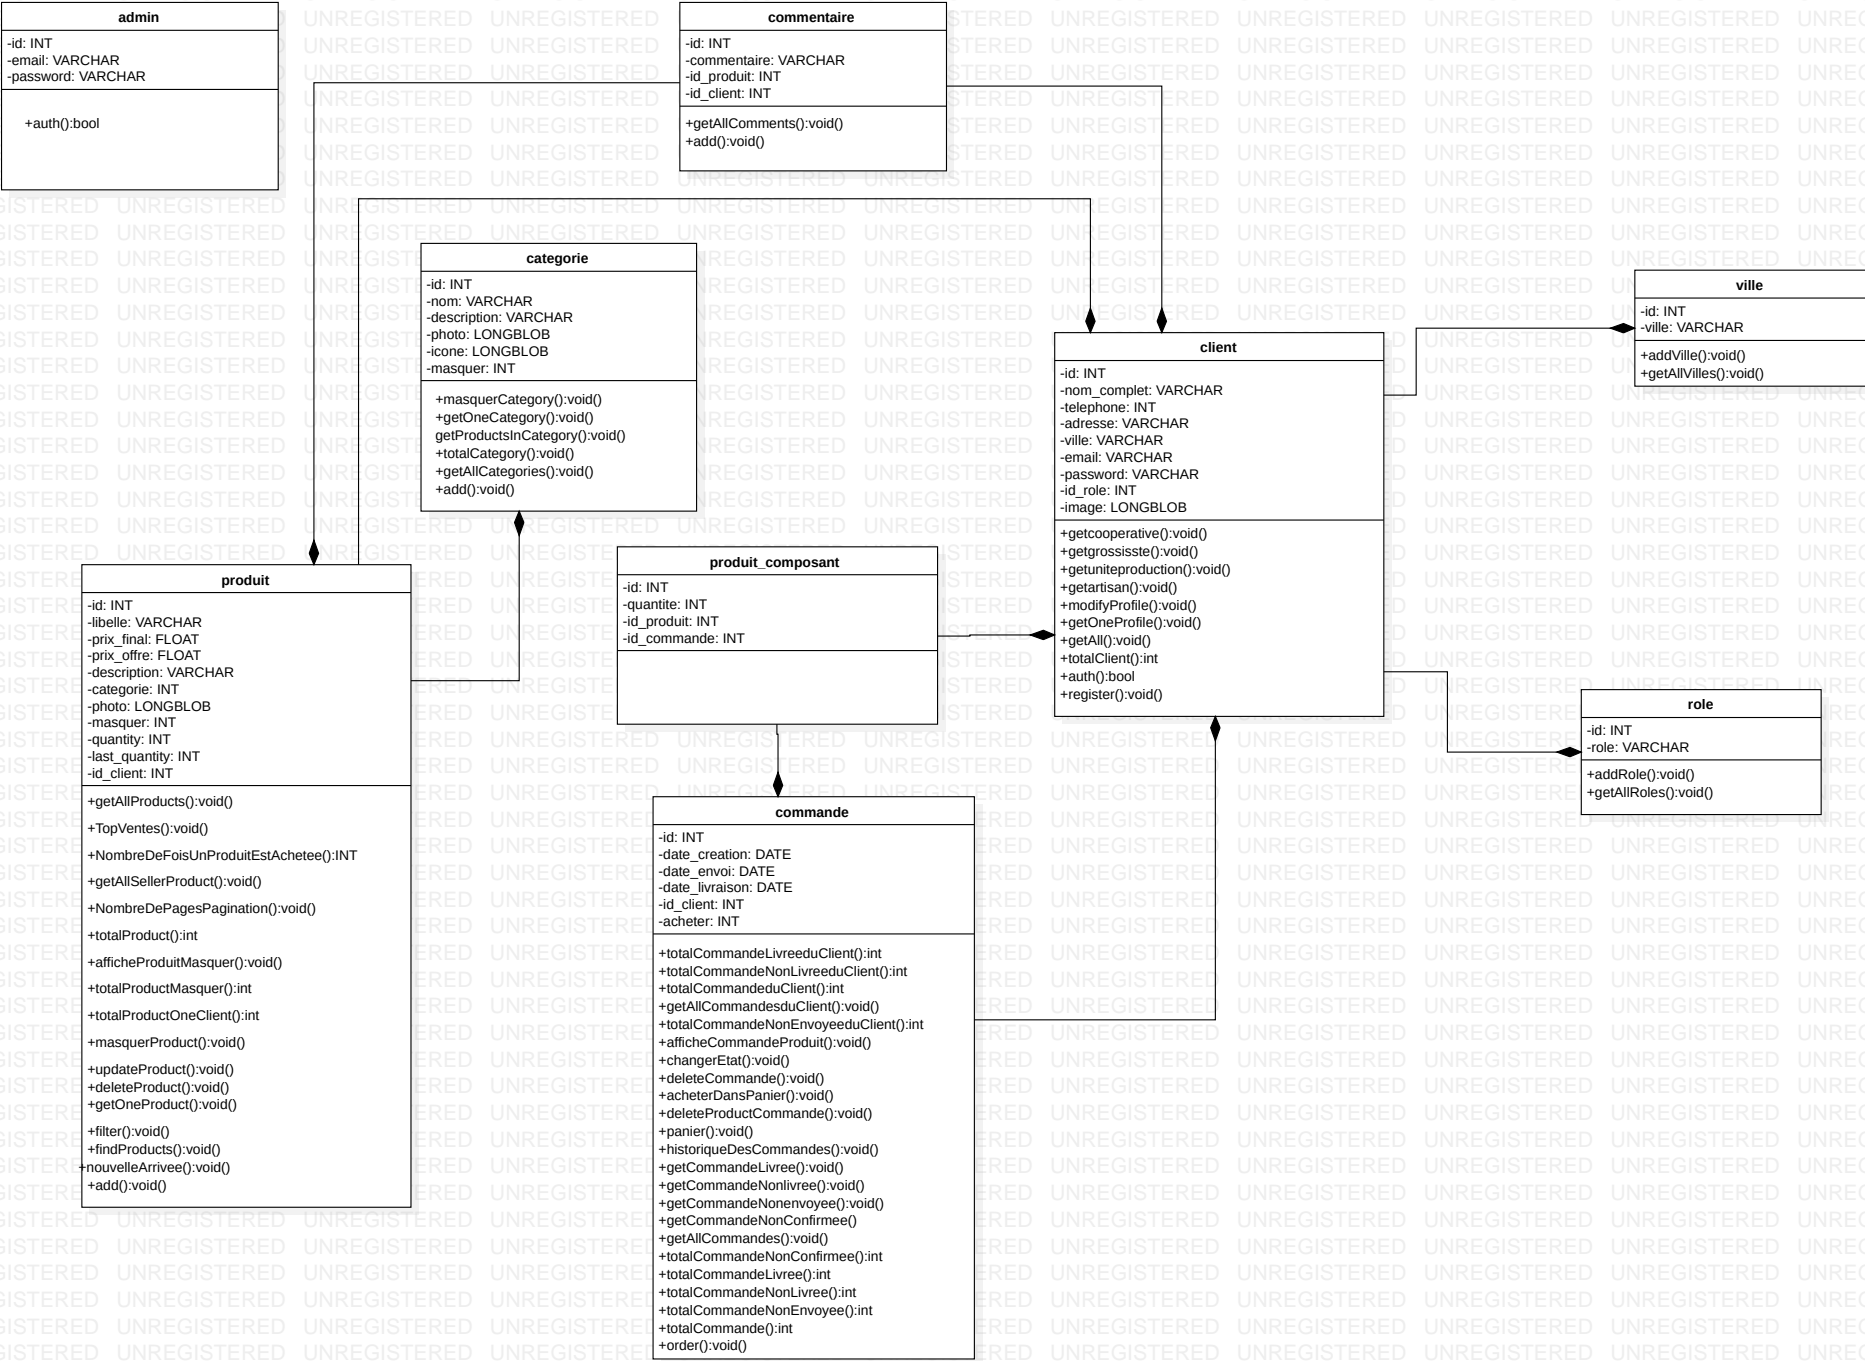 admin
-id: INT
-email: VARCHAR
-password: VARCHAR
+auth():bool
commentaire
-id: INT
-commentaire: VARCHAR
-id_produit: INT
-id_client: INT
+getAllComments():void()
+add():void()
categorie
-id: INT
-nom: VARCHAR
-description: VARCHAR
-photo: LONGBLOB
-icone: LONGBLOB
-masquer: INT
+masquerCategory():void()
+getOneCategory():void()
getProductsInCategory():void()
+totalCategory():void()
+getAllCategories():void()
+add():void()
ville
-id: INT
-ville: VARCHAR
+addVille():void()
+getAllVilles():void()
client
-id: INT
-nom_complet: VARCHAR
-telephone: INT
-adresse: VARCHAR
-ville: VARCHAR
-email: VARCHAR
-password: VARCHAR
-id_role: INT
-image: LONGBLOB
+getcooperative():void()
+getgrossisste():void()
+getuniteproduction():void()
+getartisan():void()
+modifyProfile():void()
+getOneProfile():void()
+getAll():void()
+totalClient():int
+auth():bool
+register():void()
produit_composant
-id: INT
-quantite: INT
-id_produit: INT
-id_commande: INT
produit
-id: INT
-libelle: VARCHAR
-prix_final: FLOAT
-prix_offre: FLOAT
-description: VARCHAR
-categorie: INT
-photo: LONGBLOB
-masquer: INT
-quantity: INT
-last_quantity: INT
-id_client: INT
+getAllProducts():void()
+TopVentes():void()
+NombreDeFoisUnProduitEstAchetee():INT
+getAllSellerProduct():void()
+NombreDePagesPagination():void()
+totalProduct():int
+afficheProduitMasquer():void()
+totalProductMasquer():int
+totalProductOneClient():int
+masquerProduct():void()
+updateProduct():void()
+deleteProduct():void()
+getOneProduct():void()
+filter():void()
+findProducts():void()
+nouvelleArrivee():void()
+add():void()
role
-id: INT
-role: VARCHAR
+addRole():void()
+getAllRoles():void()
commande
-id: INT
-date_creation: DATE
-date_envoi: DATE
-date_livraison: DATE
-id_client: INT
-acheter: INT
+totalCommandeLivreeduClient():int
+totalCommandeNonLivreeduClient():int
+totalCommandeduClient():int
+getAllCommandesduClient():void()
+totalCommandeNonEnvoyeeduClient():int
+afficheCommandeProduit():void()
+changerEtat():void()
+deleteCommande():void()
+acheterDansPanier():void()
+deleteProductCommande():void()
+panier():void()
+historiqueDesCommandes():void()
+getCommandeLivree():void()
+getCommandeNonlivree():void()
+getCommandeNonenvoyee():void()
+getCommandeNonConfirmee()
+getAllCommandes():void()
+totalCommandeNonConfirmee():int
+totalCommandeLivree():int
+totalCommandeNonLivree():int
+totalCommandeNonEnvoyee():int
+totalCommande():int
+order():void()